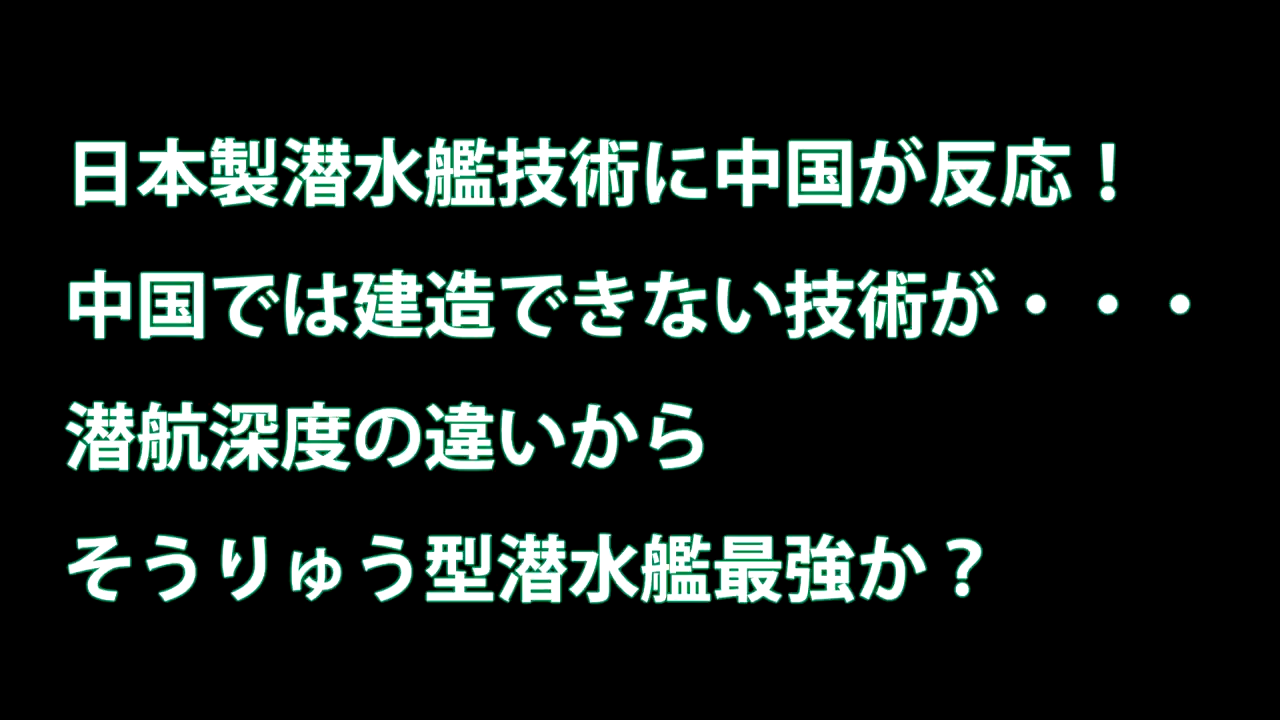 日本製潜水艦技術に中国が反応！
中国では建造できない技術が・・・
潜航深度の違いから
そうりゅう型潜水艦最強か？